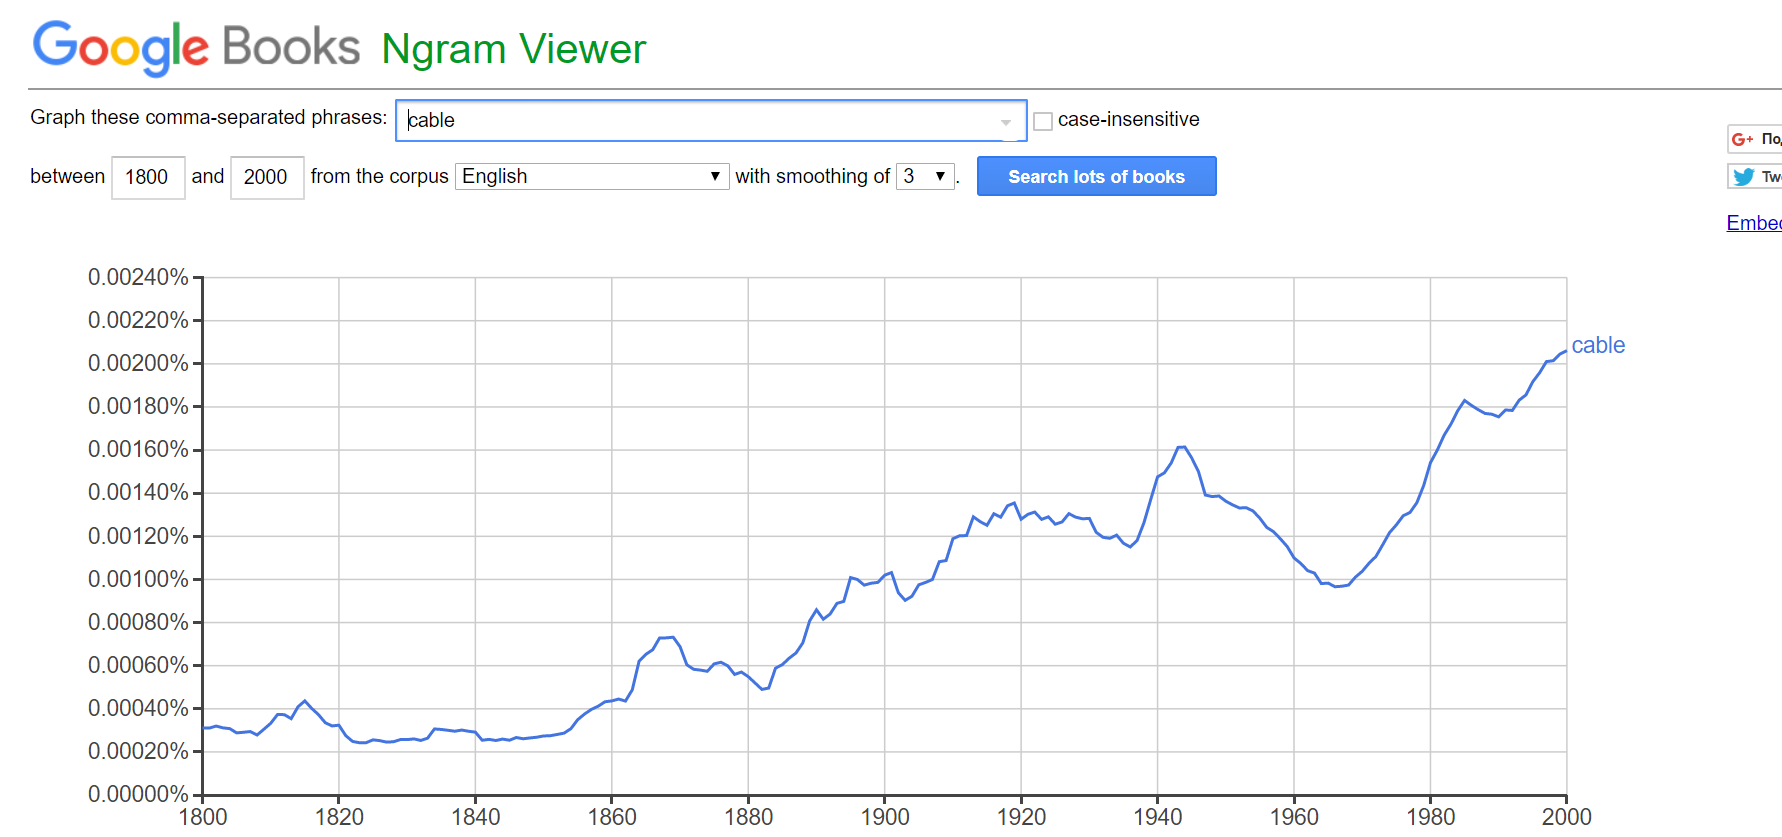 Google Books Ngram Viewer
Graph these comma-separated phrases: cable case-insensitive
between 1800 and 2000 from the corpus English with smoothing of 3 . Search lots of books
G+
0.00240%
0.00220%
0.00200%
0.00180%
0.00160%
0.00140%
0.00120%
0.00100%
0.00080%
0.00060%
0.00040%
0.00020%
0.00000%
cable
1800 1820 1840 1860 1880 1900 1920 1940 1960 1980 2000